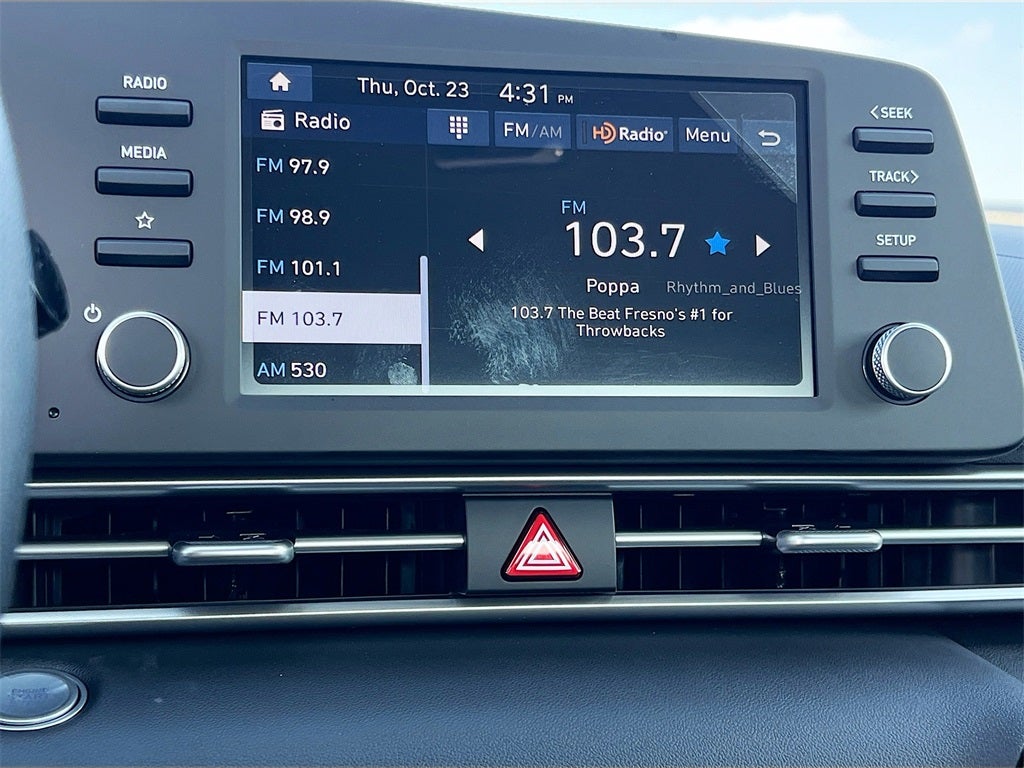 RADIO
MEDIA
Thu, Oct. 23 4:31 PM
Radio
FM/AM
HD Radio
Menu
FM 97.9
FM 98.9
FM 101.1
FM 103.7
AM 530
FM
103.7
Poppa Rhythm_and_Blues
103.7 The Beat Fresno's #1 for
Throwbacks
<SEEK
TRACK>
SETUP
ENGINE
START